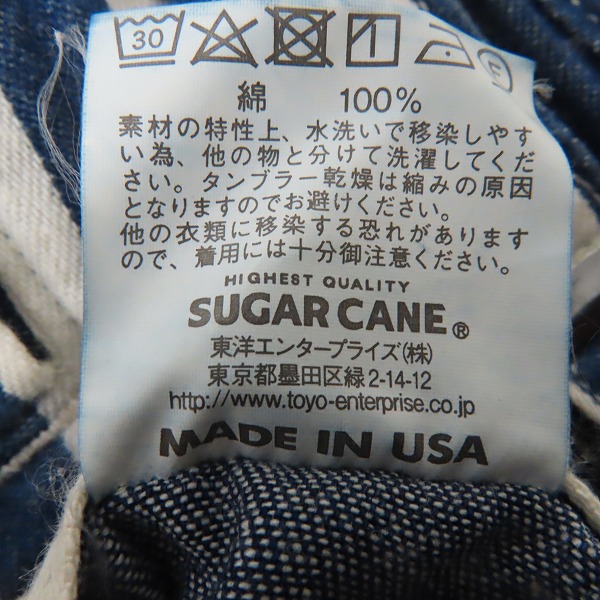 30
綿 100%
素材の特性上、水洗いで移染しやす
い為、他の物と分けて洗濯してくだ
さい。タンブラー乾燥は縮みの原因
となりますのでお避けください。
他の衣類に移染する恐れがあります
ので、着用には十分御注意ください。
HIGHEST QUALITY
SUGAR CANE®
東洋エンタープライズ(株)
東京都墨田区緑2-14-12
http://www.toyo-enterprise.co.jp
MADE IN USA